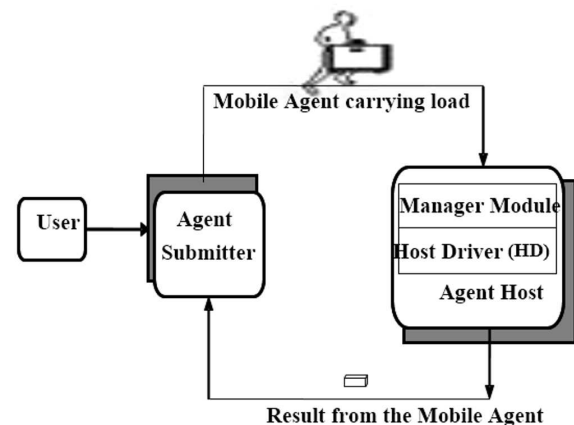 Mobile Agent carrying load
User
Agent
Submitter
Manager Module
Host Driver (HD)
Agent Host
Result from the Mobile Agent